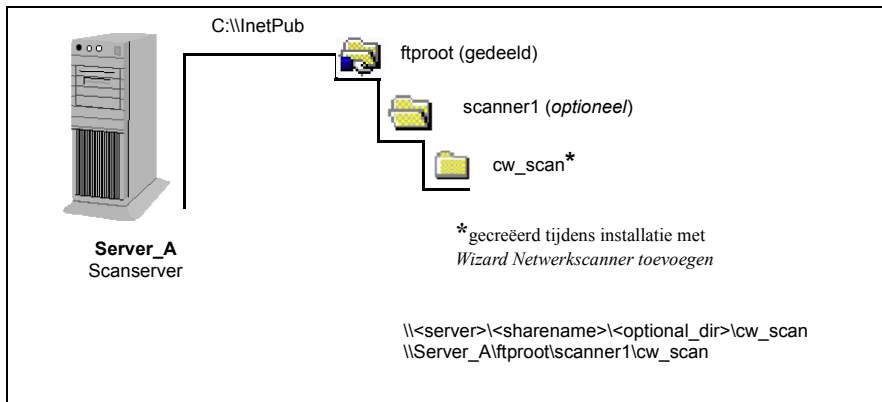 C:\\InetPub
ftproot (gedeeld)
scanner1 (optioneel)
cw_scan*
*gecreëerd tijdens installatie met
Wizard Netwerkscanner toevoegen
Server_A
Scanserver
\\<server>\<sharename>\<optional_dir>\cw_scan
\\Server_A\ftproot\scanner1\cw_scan